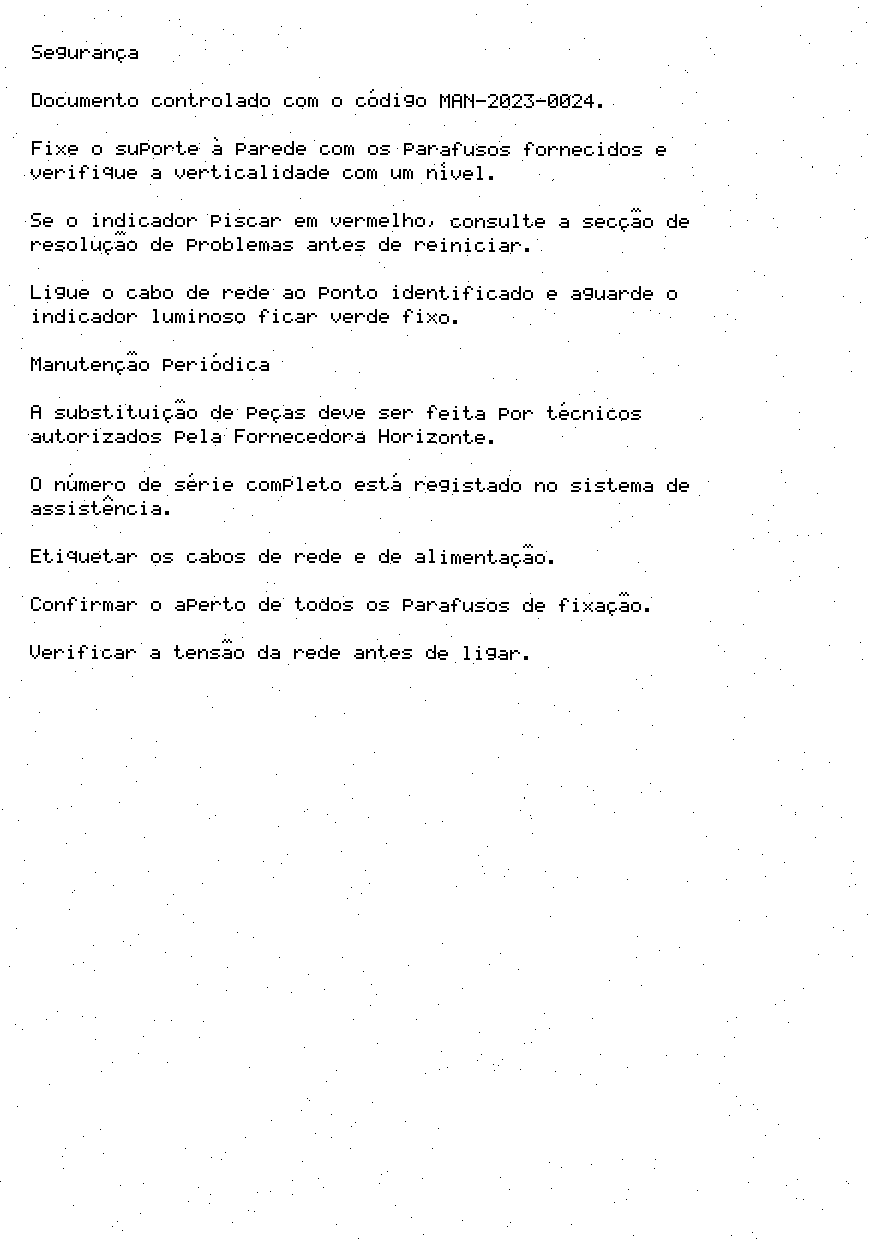 Segurança
Documento controlado com o código MAN-2023-0024.
Fixe o suporte à parede com os parafusos fornecidos e
verifique a verticalidade com um nível.
Se o indicador piscar em vermelho, consulte a secção de
resolução de problemas antes de reiniciar.
Ligue o cabo de rede ao ponto identificado e aguarde o
indicador luminoso ficar verde fixo.
Manutenção periódica
A substituição de peças deve ser feita por técnicos
autorizados pela Fornecedora Horizonte.
O número de série completo está registado no sistema de
assistência.
Etiquetar os cabos de rede e de alimentação.
Confirmar o aperto de todos os parafusos de fixação.
Verificar a tensão da rede antes de ligar.